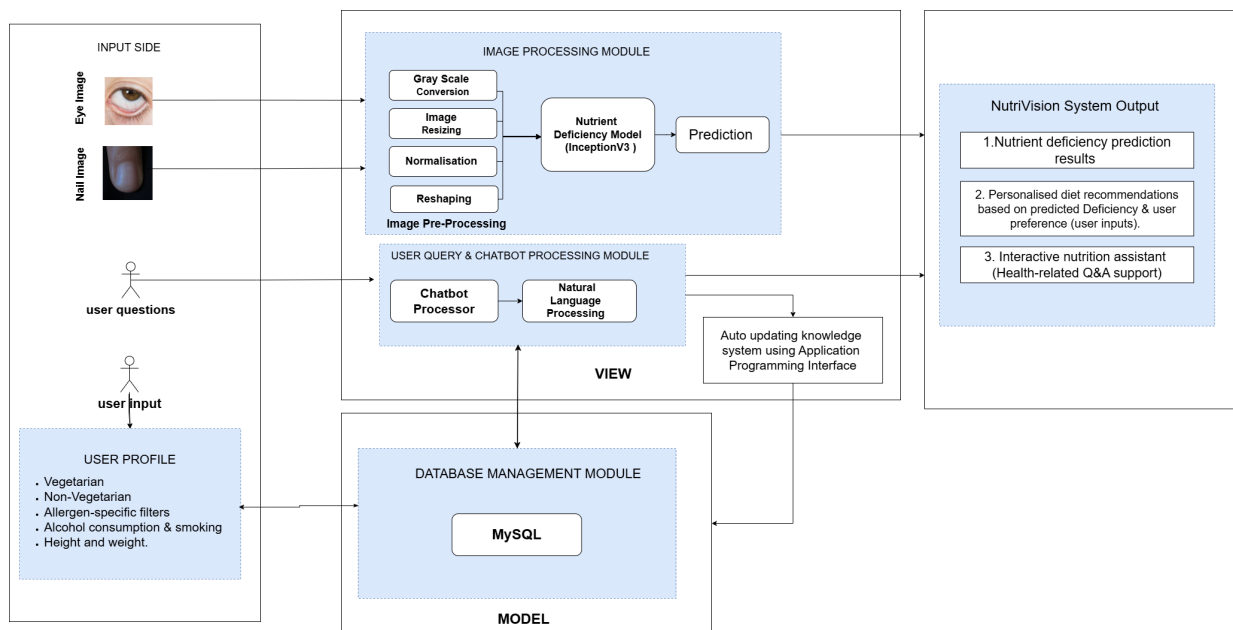 INPUT SIDE
Eye Image
Nail Image
user questions
user input
USER PROFILE
• Vegetarian
• Non-Vegetarian
• Allergen-specific filters
• Alcohol consumption & smoking
• Height and weight.
IMAGE PROCESSING MODULE
Gray Scale
Conversion
Image
Resizing
Normalisation
Reshaping
Image Pre-Processing
Nutrient
Deficiency Model
(InceptionV3 )
Prediction
USER QUERY & CHATBOT PROCESSING MODULE
Chatbot
Processor
Natural
Language
Processing
VIEW
Auto updating knowledge
system using Application
Programming Interface
DATABASE MANAGEMENT MODULE
MySQL
MODEL
NutriVision System Output
1.Nutrient deficiency prediction
results
2. Personalised diet recommendations
based on predicted Deficiency & user
preference (user inputs).
3. Interactive nutrition assistant
(Health-related Q&A support)